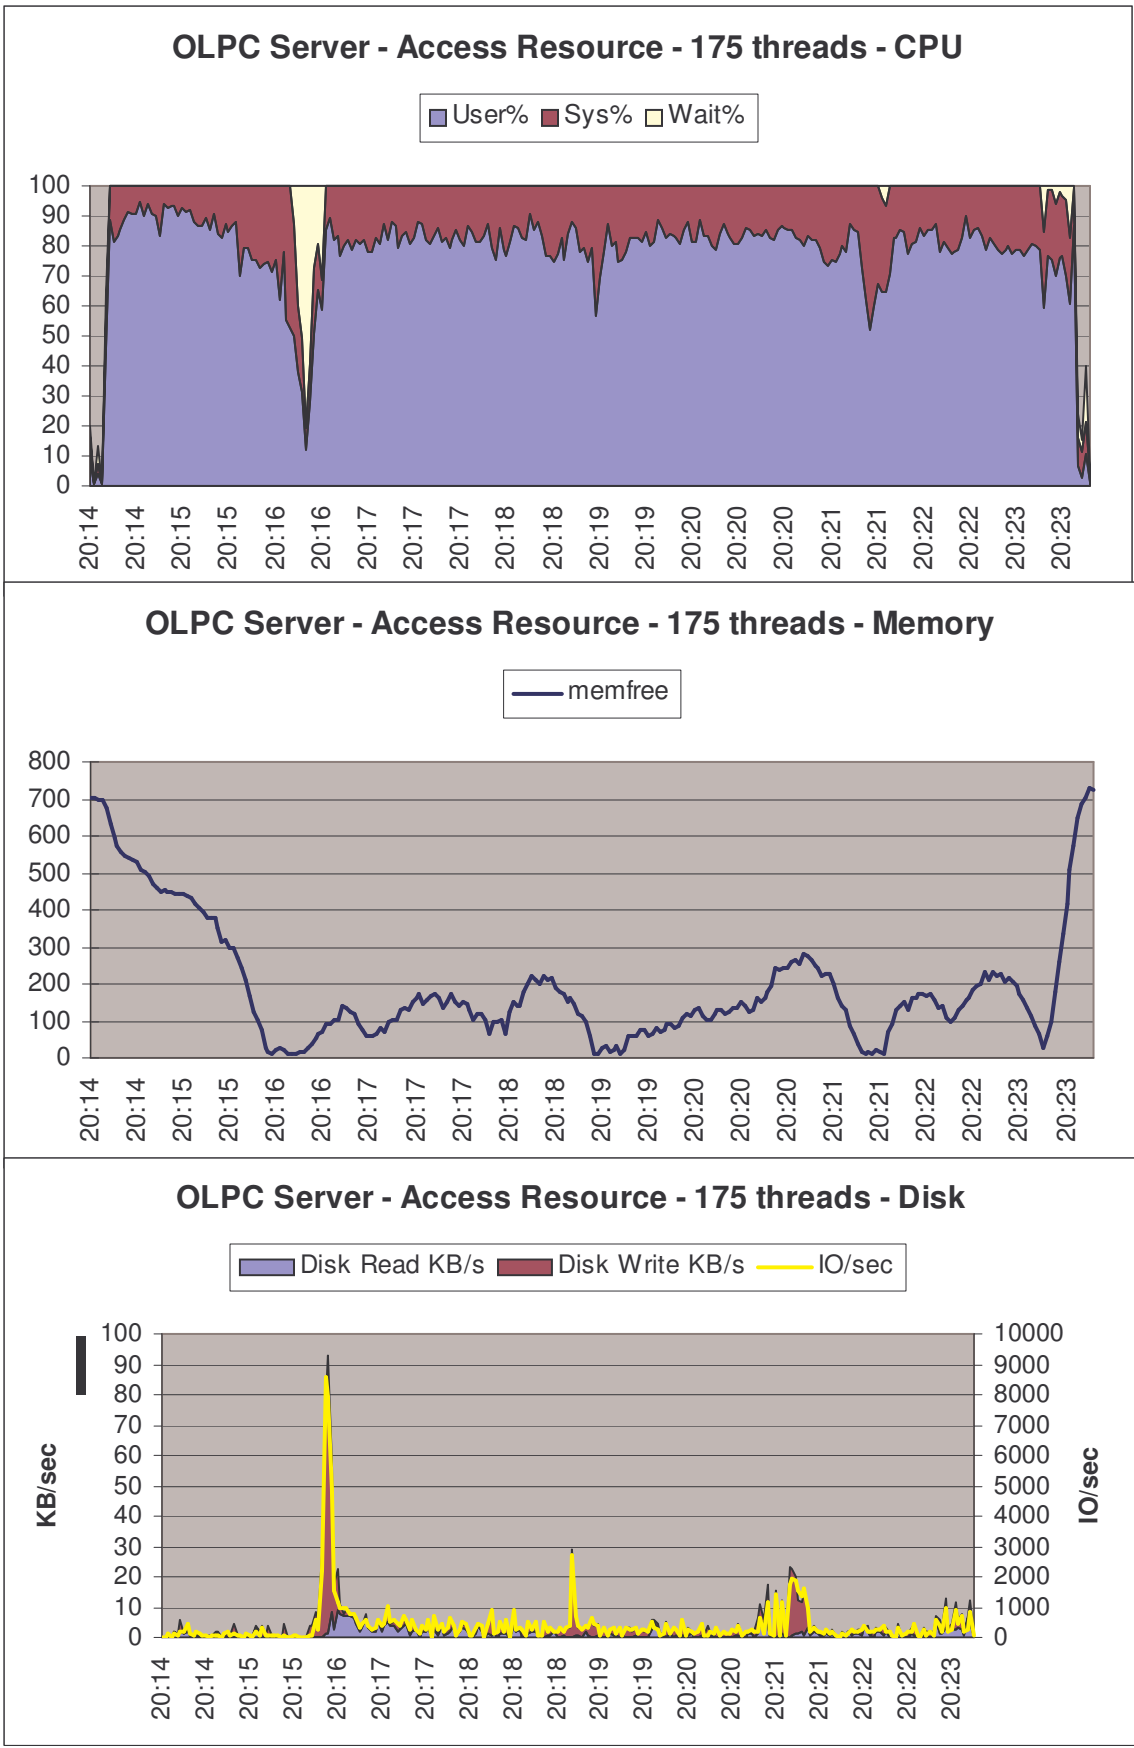 OLPC Server - Access Resource - 175 threads - CPU
User% Sys% Wait%
100
90
80
70
60
50
40
30
20
10
0
20:14 20:14 20:15 20:15 20:16 20:16 20:17 20:17 20:17 20:18 20:18 20:19 20:19 20:20 20:20 20:20 20:21 20:21 20:22 20:22 20:23 20:23
OLPC Server - Access Resource - 175 threads - Memory
memfree
800
700
600
500
400
300
200
100
0
20:14 20:14 20:15 20:15 20:16 20:16 20:17 20:17 20:17 20:18 20:18 20:19 20:19 20:20 20:20 20:20 20:21 20:21 20:22 20:22 20:23 20:23
OLPC Server - Access Resource - 175 threads - Disk
Disk Read KB/s Disk Write KB/s IO/sec
100 10000
90 9000
80 8000
70 7000
60 6000
50 5000
40 4000
30 3000
20 2000
10 1000
0 0
KB/sec
IO/sec
20:14 20:14 20:15 20:15 20:16 20:17 20:17 20:18 20:18 20:18 20:19 20:19 20:20 20:20 20:21 20:21 20:22 20:22 20:23